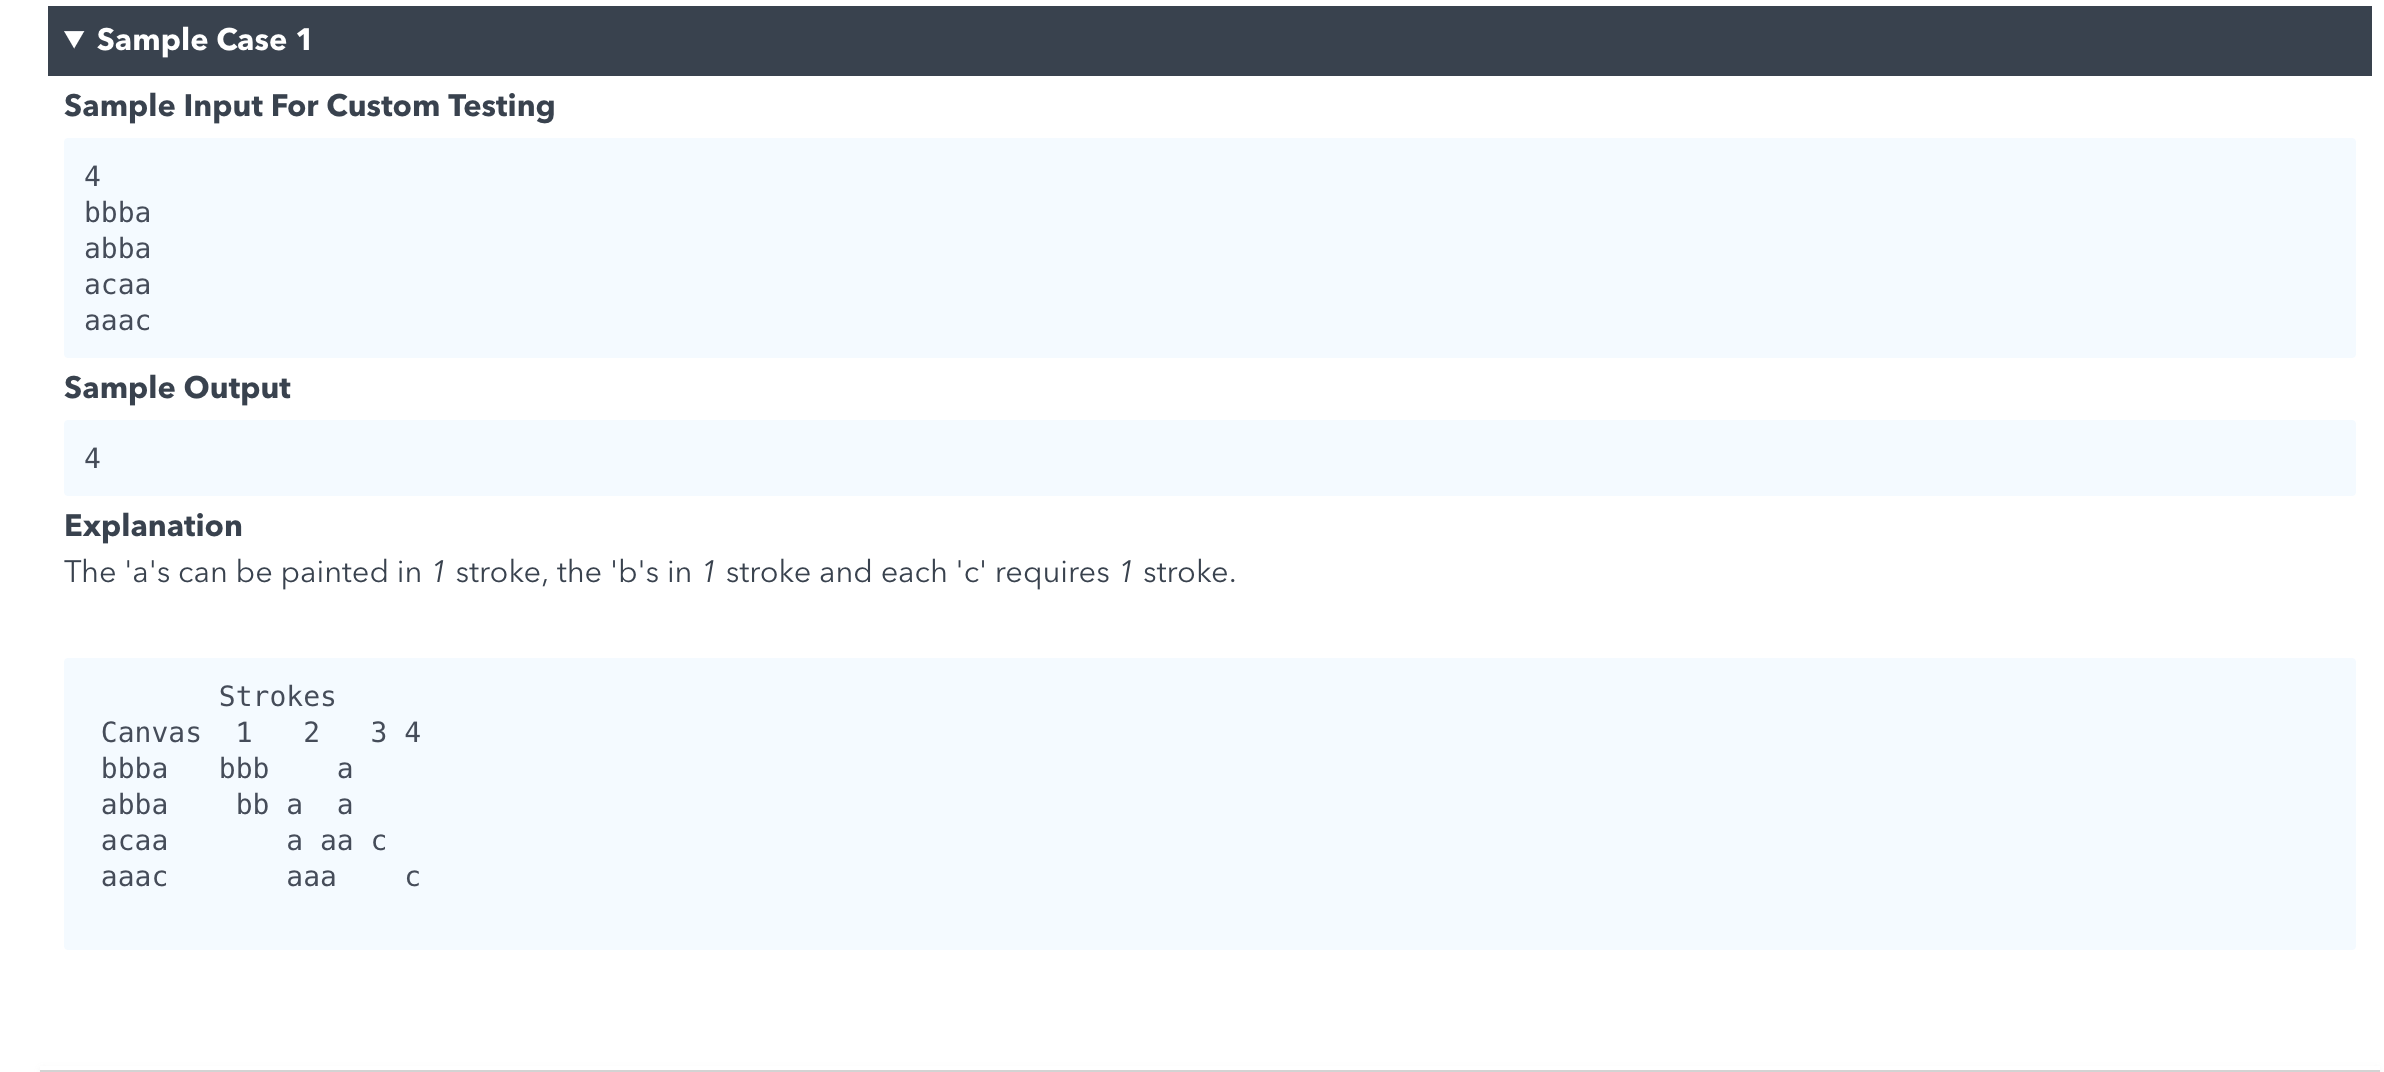 ▼ Sample Case 1
Sample Input For Custom Testing
4
bbba
abba
acaa
aaac
Sample Output
4
Explanation
The 'a's can be painted in 1 stroke, the 'b's in 1 stroke and each 'c' requires 1 stroke.
       Strokes
Canvas  1   2   3 4
bbba   bbb    a
abba    bb a  a
acaa       a aa c
aaac       aaa    c